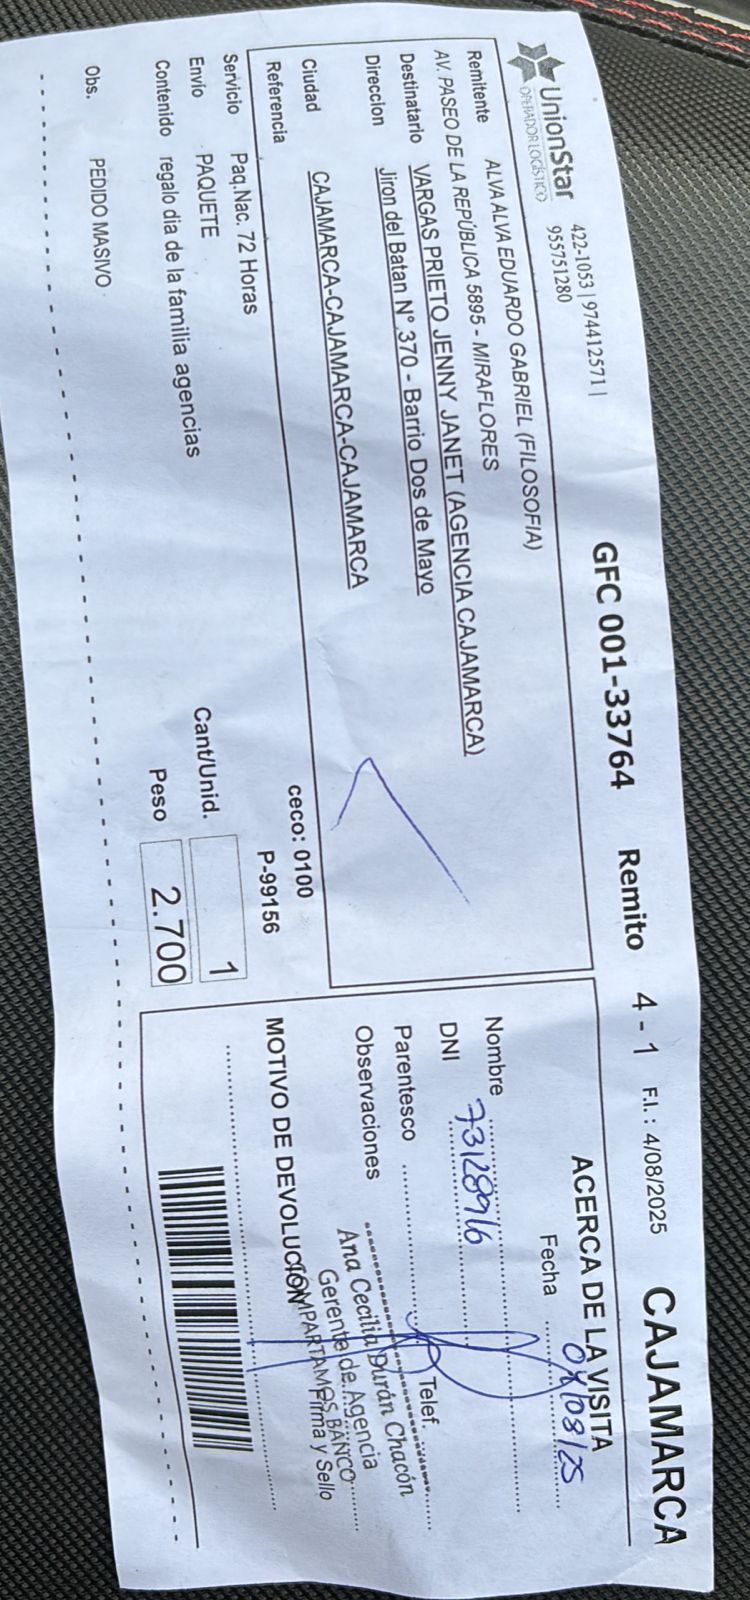 UnionStar
OPERADOR LOGÍSTICO
422-1053 | 974412571 |
955751280
GFC 001-33764 Remito 4 - 1 F.I. : 4/08/2025 CAJAMARCA
Remitente ALVA ALVA EDUARDO GABRIEL (FILOSOFIA)
AV. PASEO DE LA REPÚBLICA 5895 - MIRAFLORES
Destinatario VARGAS PRIETO JENNY JANET (AGENCIA CAJAMARCA)
Direccion Jiron del Batan N° 370 - Barrio Dos de Mayo
Ciudad CAJAMARCA-CAJAMARCA-CAJAMARCA
Referencia
ceco: 0100
P-99156
Servicio Paq.Nac. 72 Horas
Envío PAQUETE
Contenido regalo dia de la familia agencias
Cant/Unid. 1
Peso 2.700
Obs. PEDIDO MASIVO
ACERCA DE LA VISITA
Fecha /08/25
Nombre
DNI 73128916
Parentesco Telef.
Observaciones
Ana Cecilia Durán Chacón
Gerente de Agencia
COMPARTAMOS BANCO
Firma y Sello
MOTIVO DE DEVOLUCIÓN